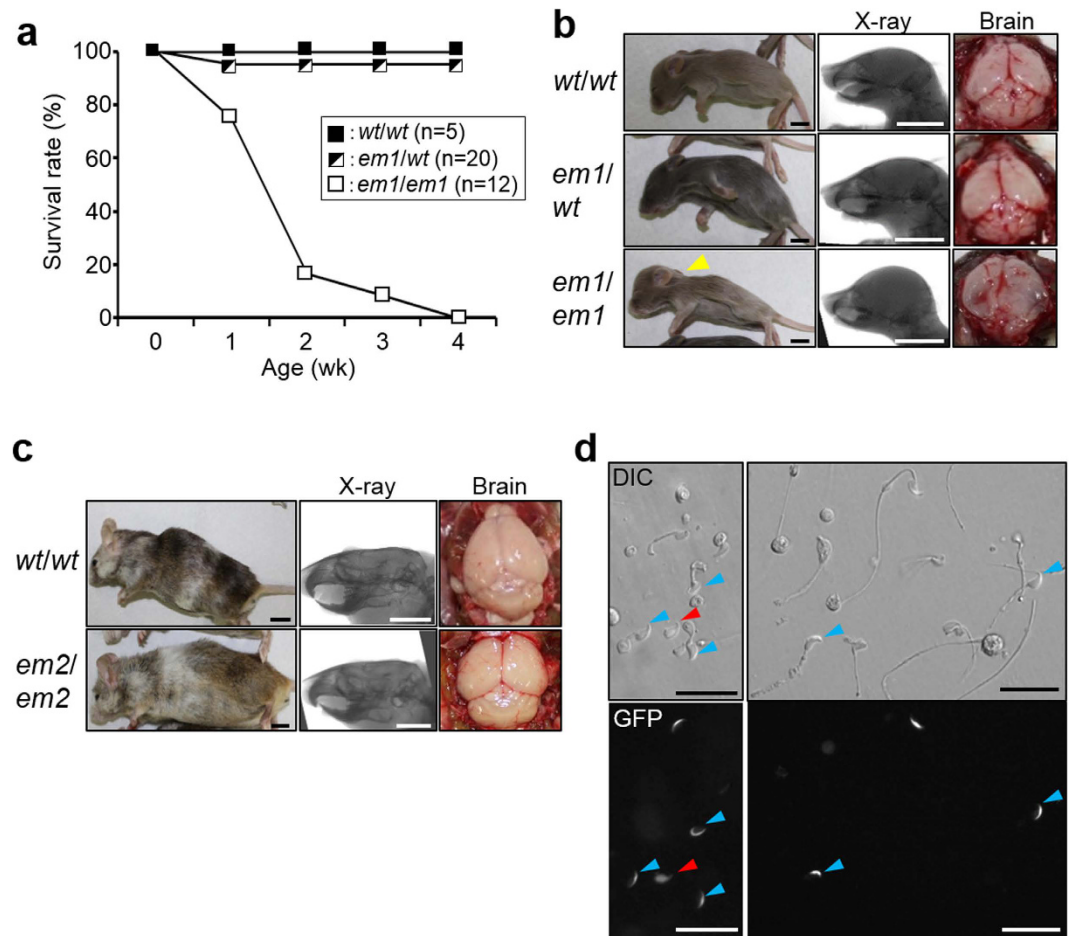 a
Survival rate (%)
100
80
60
40
20
0
0 1 2 3 4
Age (wk)
: wt/wt (n=5)
: em1/wt (n=20)
: em1/em1 (n=12)
b
X-ray Brain
wt/wt
em1/
wt
em1/
em1
c
X-ray Brain
wt/wt
em2/
em2
d
DIC
GFP